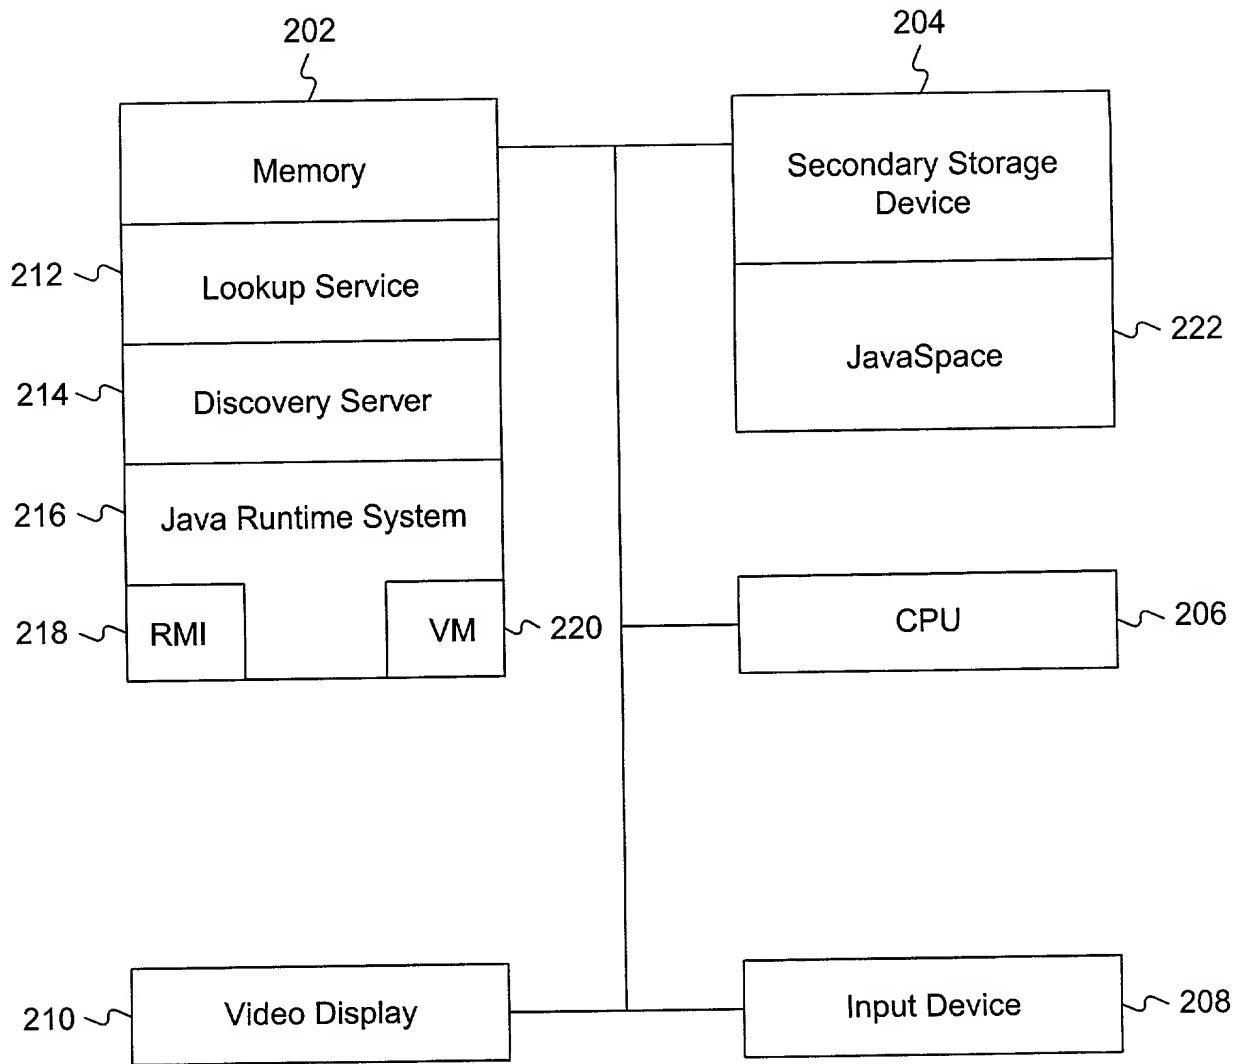 202
204
Memory
Secondary Storage
Device
212
Lookup Service
222
JavaSpace
214
Discovery Server
216
Java Runtime System
218
RMI
VM
220
CPU
206
210
Video Display
Input Device
208